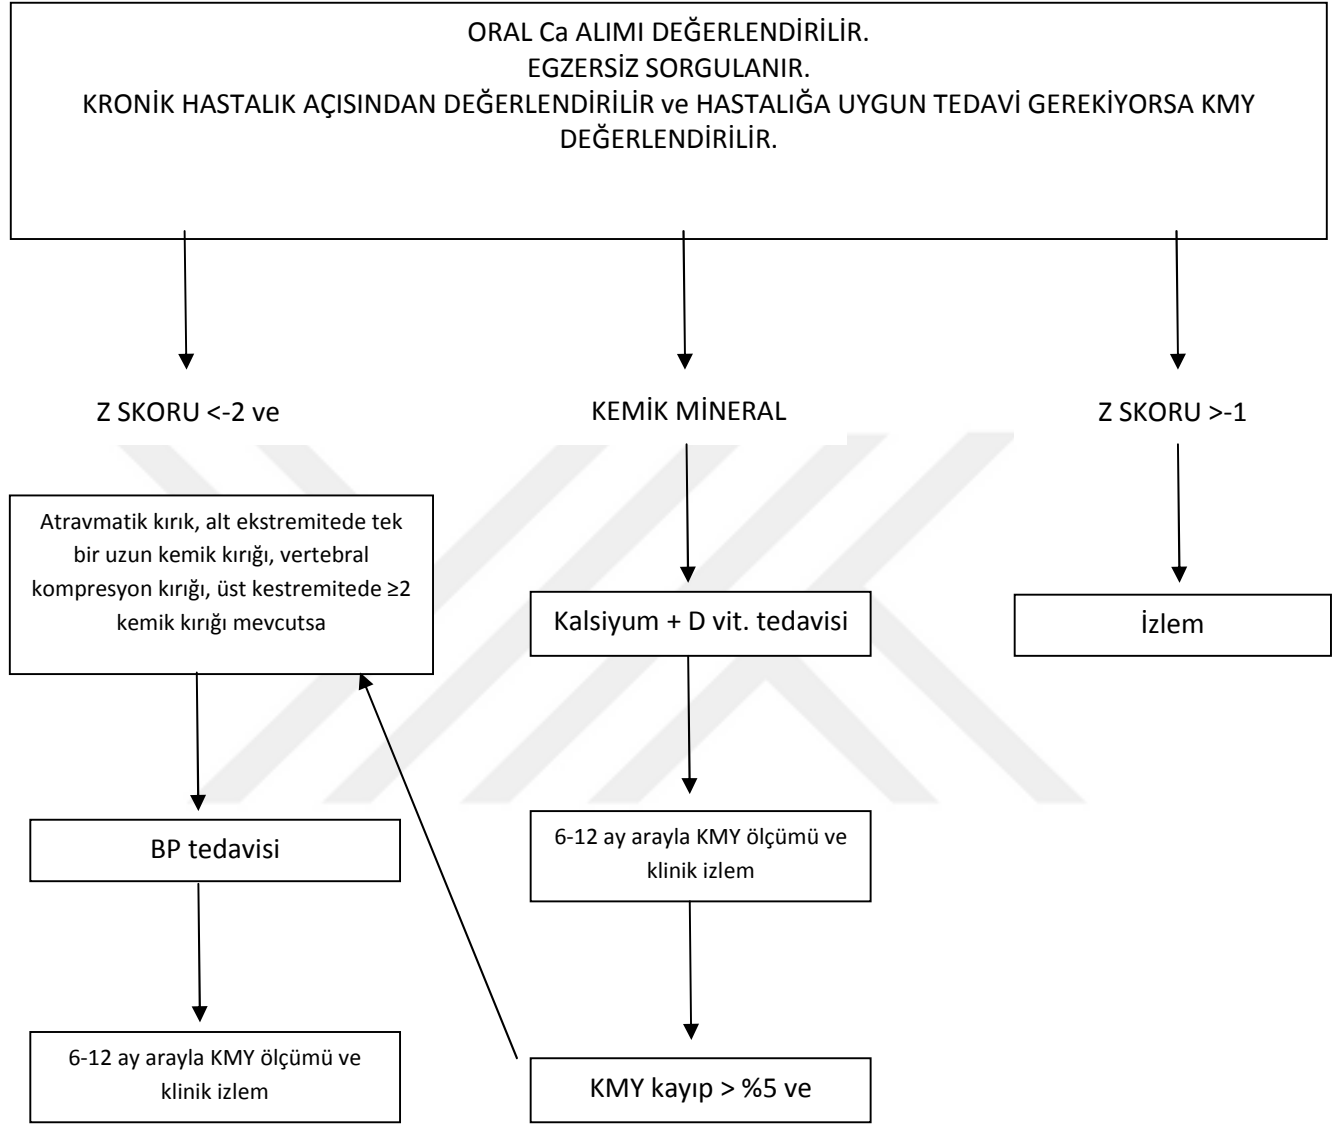 ORAL Ca ALIMI DEĞERLENDİRİLİR.
EGZERSİZ SORGULANIR.
KRONİK HASTALIK AÇISINDAN DEĞERLENDİRİLİR ve HASTALIĞA UYGUN TEDAVİ GEREKİYORSA KMY
DEĞERLENDİRİLİR.
Z SKORU <-2 ve
KEMİK MİNERAL
Z SKORU >-1
Atravmatik kırık, alt ekstremitede tek
bir uzun kemik kırığı, vertebral
kompresyon kırığı, üst kestremitede ≥2
kemik kırığı mevcutsa
Kalsiyum + D vit. tedavisi
İzlem
BP tedavisi
6-12 ay arayla KMY ölçümü ve
klinik izlem
6-12 ay arayla KMY ölçümü ve
klinik izlem
KMY kayıp > %5 ve